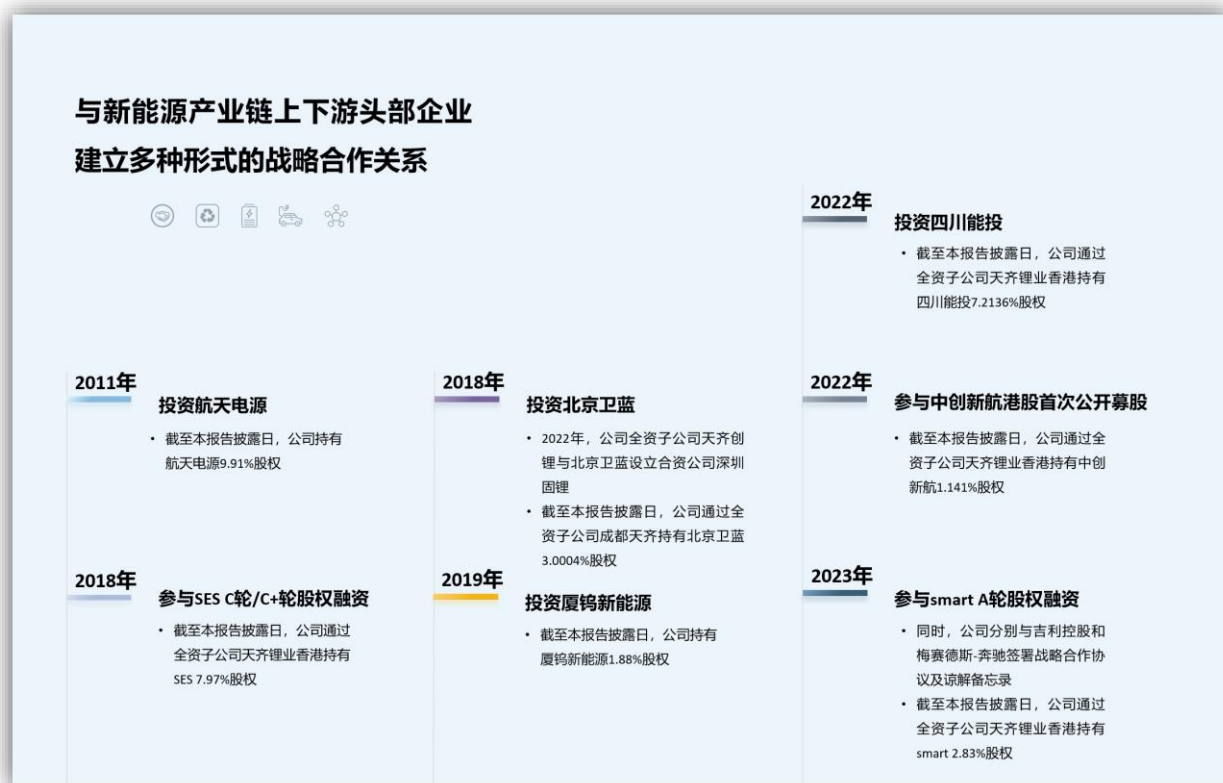 与新能源产业链上下游头部企业
建立多种形式的战略合作关系
2011年
投资航天电源
• 截至本报告披露日，公司持有
航天电源9.91%股权
2018年
参与SES C轮/C+轮股权融资
• 截至本报告披露日，公司通过
全资子公司天齐锂业香港持有
SES 7.97%股权
2018年
投资北京卫蓝
• 2022年，公司全资子公司天齐创
锂与北京卫蓝设立合资公司深圳
固锂
• 截至本报告披露日，公司通过全
资子公司成都天齐持有北京卫蓝
3.0004%股权
2019年
投资厦钨新能源
• 截至本报告披露日，公司持有
厦钨新能源1.88%股权
2022年
投资四川能投
• 截至本报告披露日，公司通过
全资子公司天齐锂业香港持有
四川能投7.2136%股权
2022年
参与中创新航港股首次公开募股
• 截至本报告披露日，公司通过全
资子公司天齐锂业香港持有中创
新航1.141%股权
2023年
参与smart A轮股权融资
• 同时，公司分别与吉利控股和
梅赛德斯-奔驰签署战略合作协
议及谅解备忘录
• 截至本报告披露日，公司通过
全资子公司天齐锂业香港持有
smart 2.83%股权